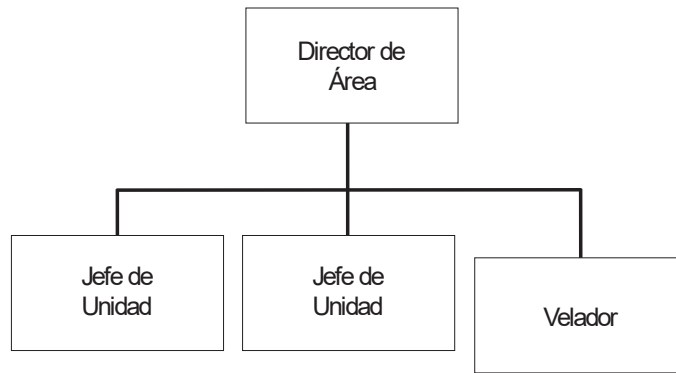 Director de
Área
Jefe de
Unidad
Jefe de
Unidad
Velador